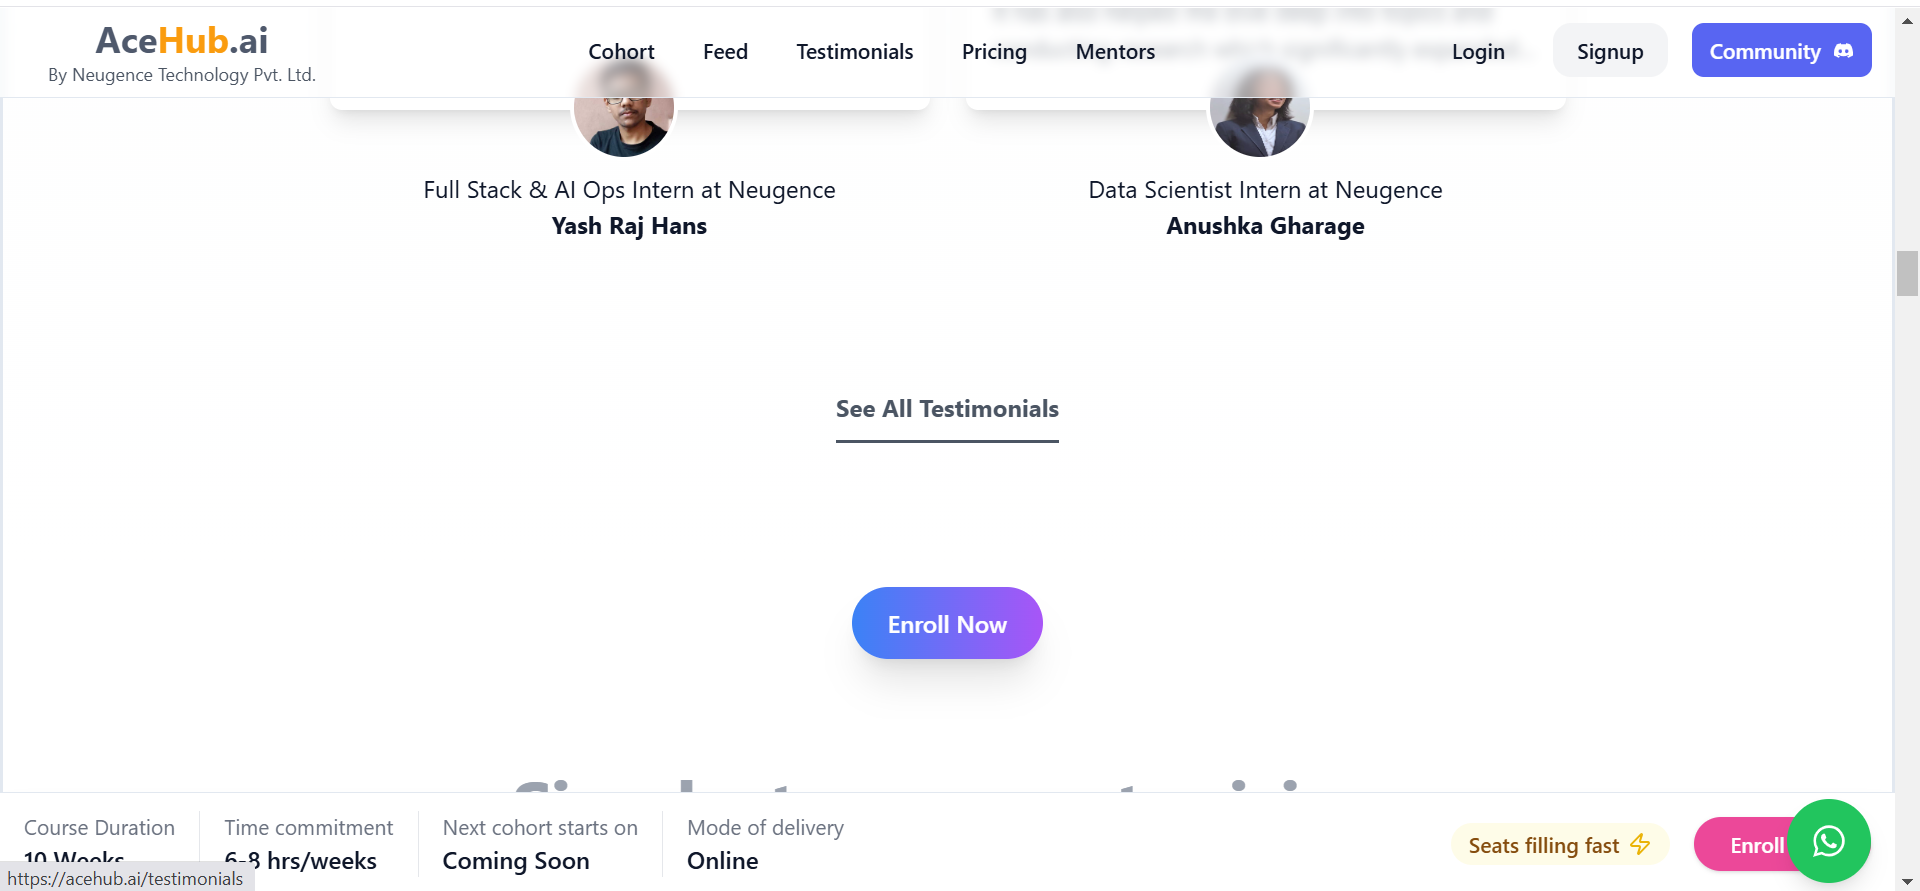 AceHub.ai
By Neugence Technology Pvt. Ltd.
Cohort Feed Testimonials Pricing Mentors Login Signup Community
Full Stack & AI Ops Intern at Neugence
Yash Raj Hans
Data Scientist Intern at Neugence
Anushka Gharage
See All Testimonials
Enroll Now
Course Duration
10 Weeks
Time commitment
6-8 hrs/weeks
Next cohort starts on
Coming Soon
Mode of delivery
Online
Seats filling fast
Enroll
https://acehub.ai/testimonials